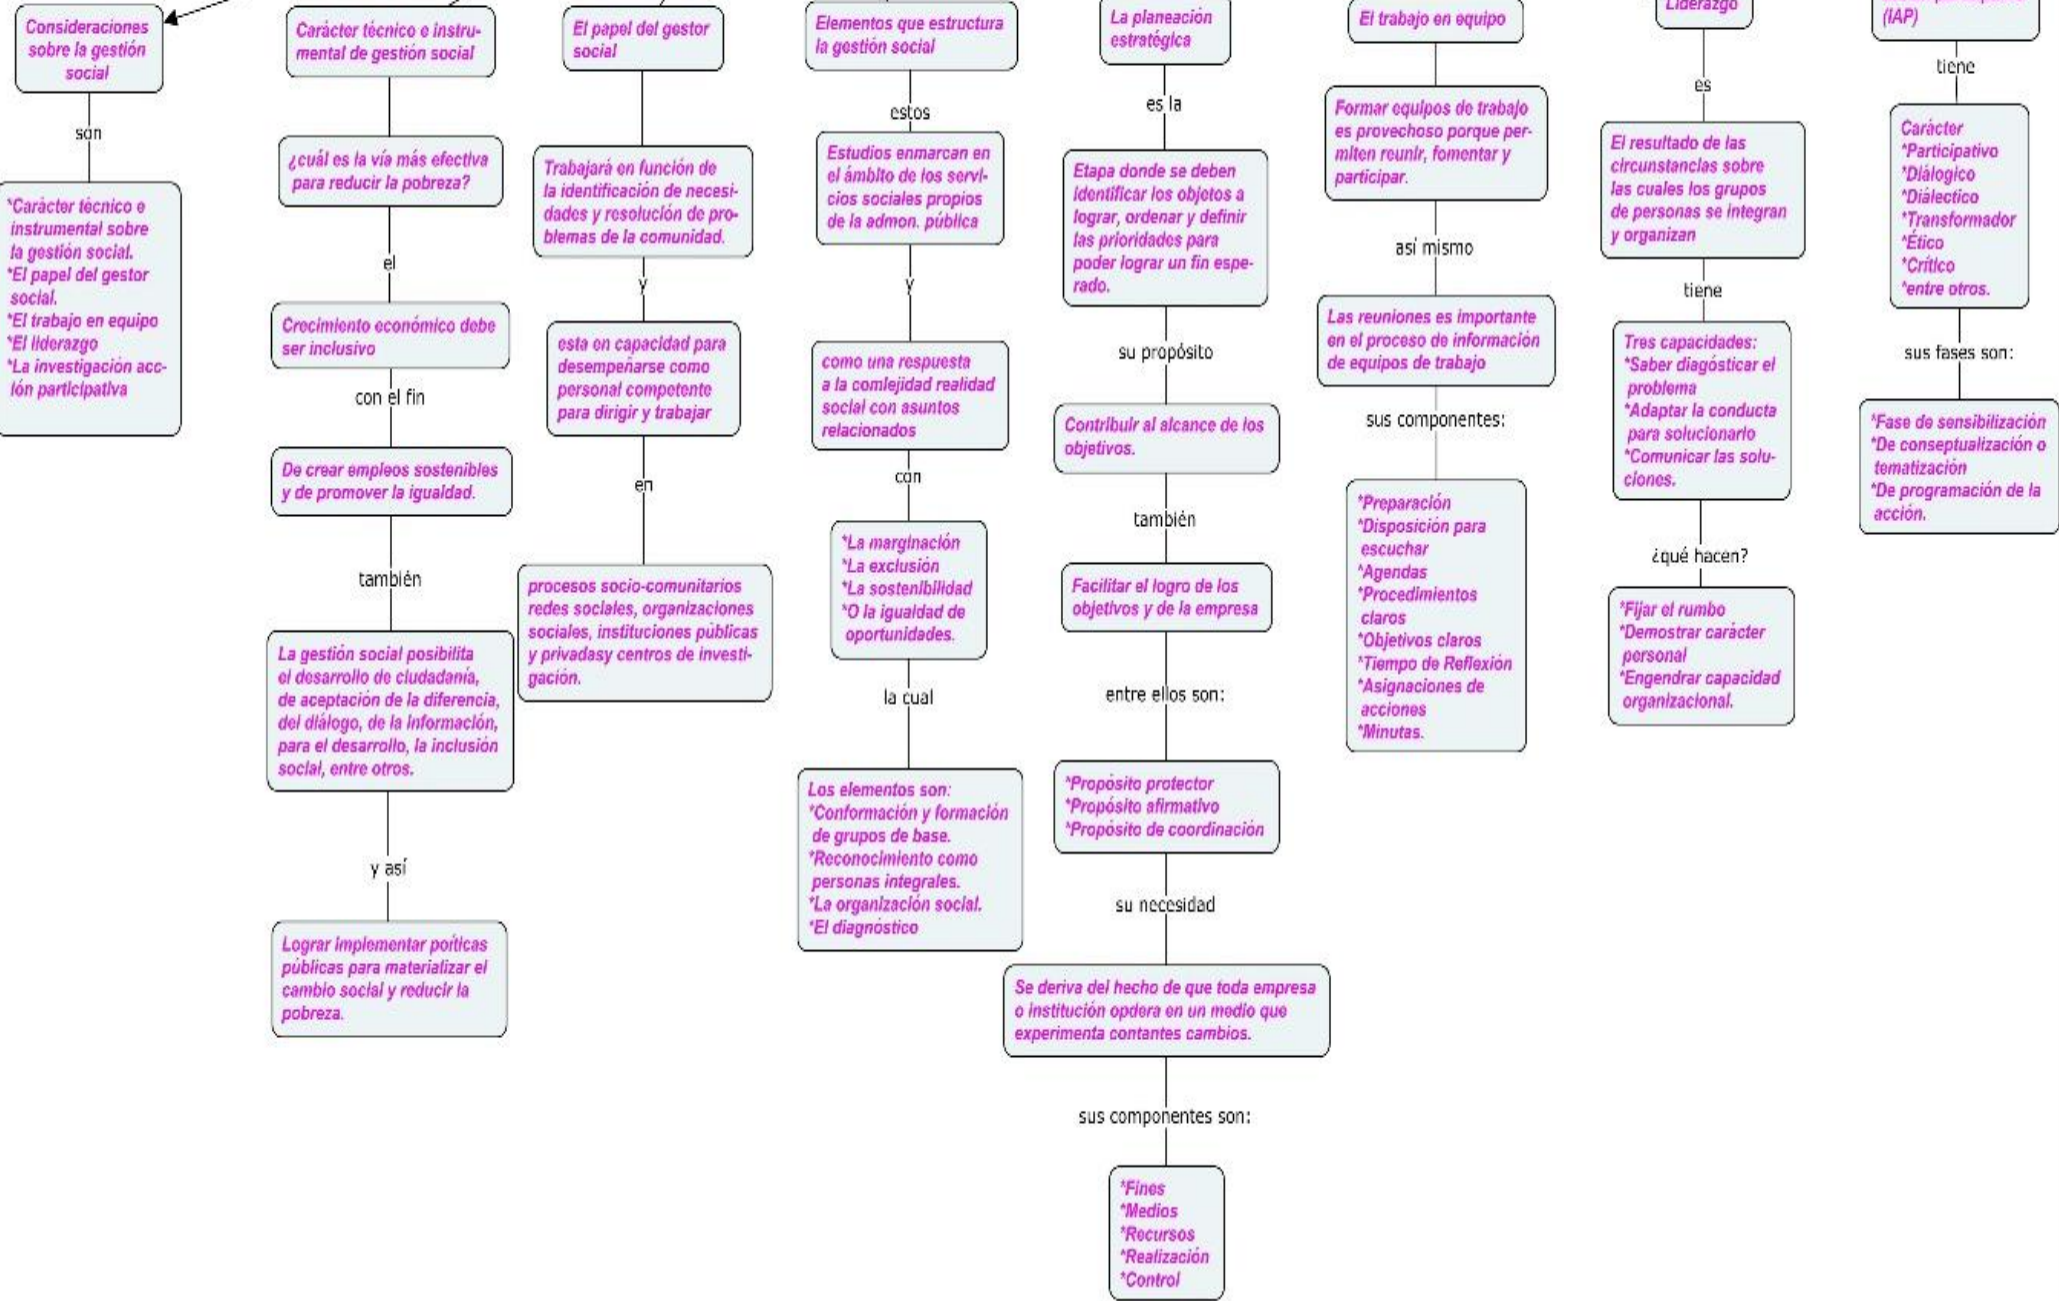 Consideraciones
sobre la gestión
social
son
*Carácter técnico e
instrumental sobre
la gestión social.
*El papel del gestor
social.
*El trabajo en equipo
*El liderazgo
*La investigación acc-
ión participativa
Carácter técnico e instru-
mental de gestión social
¿cuál es la vía más efectiva
para reducir la pobreza?
el
Crecimiento económico debe
ser inclusivo
con el fin
De crear empleos sostenibles
y de promover la igualdad.
también
La gestión social posibilita
el desarrollo de ciudadanía,
de aceptación de la diferencia,
del diálogo, de la información,
para el desarrollo, la inclusión
social, entre otros.
y así
Lograr implementar poíticas
públicas para materializar el
cambio social y reducir la
pobreza.
El papel del gestor
social
Trabajará en función de
la identificación de necesi-
dades y resolución de pro-
blemas de la comunidad.
y
esta en capacidad para
desempeñarse como
personal competente
para dirigir y trabajar
en
procesos socio-comunitarios
redes sociales, organizaciones
sociales, instituciones públicas
y privadasy centros de investi-
gación.
Elementos que estructura
la gestión social
estos
Estudios enmarcan en
el ámbito de los servi-
cios sociales propios
de la admon. pública
y
como una respuesta
a la comlejidad realidad
social con asuntos
relacionados
con
*La marginación
*La exclusión
*La sostenibilidad
*O la igualdad de
oportunidades.
la cual
Los elementos son:
*Conformación y formación
de grupos de base.
*Reconocimiento como
personas integrales.
*La organización social.
*El diagnóstico
La planeación
estratégica
es la
Etapa donde se deben
identificar los objetos a
lograr, ordenar y definir
las prioridades para
poder lograr un fin espe-
rado.
su propósito
Contribuir al alcance de los
objetivos.
también
Facilitar el logro de los
objetivos y de la empresa
entre ellos son:
*Propósito protector
*Propósito afirmativo
*Propósito de coordinación
su necesidad
Se deriva del hecho de que toda empresa
o institución opdera en un medio que
experimenta contantes cambios.
sus componentes son:
*Fines
*Medios
*Recursos
*Realización
*Control
El trabajo en equipo
Formar equipos de trabajo
es provechoso porque per-
miten reunir, fomentar y
participar.
así mismo
Las reuniones es importante
en el proceso de información
de equipos de trabajo
sus componentes:
*Preparación
*Disposición para
escuchar
*Agendas
*Procedimientos
claros
*Objetivos claros
*Tiempo de Reflexión
*Asignaciones de
acciones
*Minutas.
Liderazgo
es
El resultado de las
circunstancias sobre
las cuales los grupos
de personas se integran
y organizan
tiene
Tres capacidades:
*Saber diagósticar el
problema
*Adaptar la conducta
para solucionarlo
*Comunicar las solu-
ciones.
¿qué hacen?
*Fijar el rumbo
*Demostrar carácter
personal
*Engendrar capacidad
organizacional.
(IAP)
tiene
Carácter
*Participativo
*Diálogico
*Diálectico
*Transformador
*Ético
*Crítico
*entre otros.
sus fases son:
*Fase de sensibilización
*De conseptualización o
tematización
*De programación de la
acción.